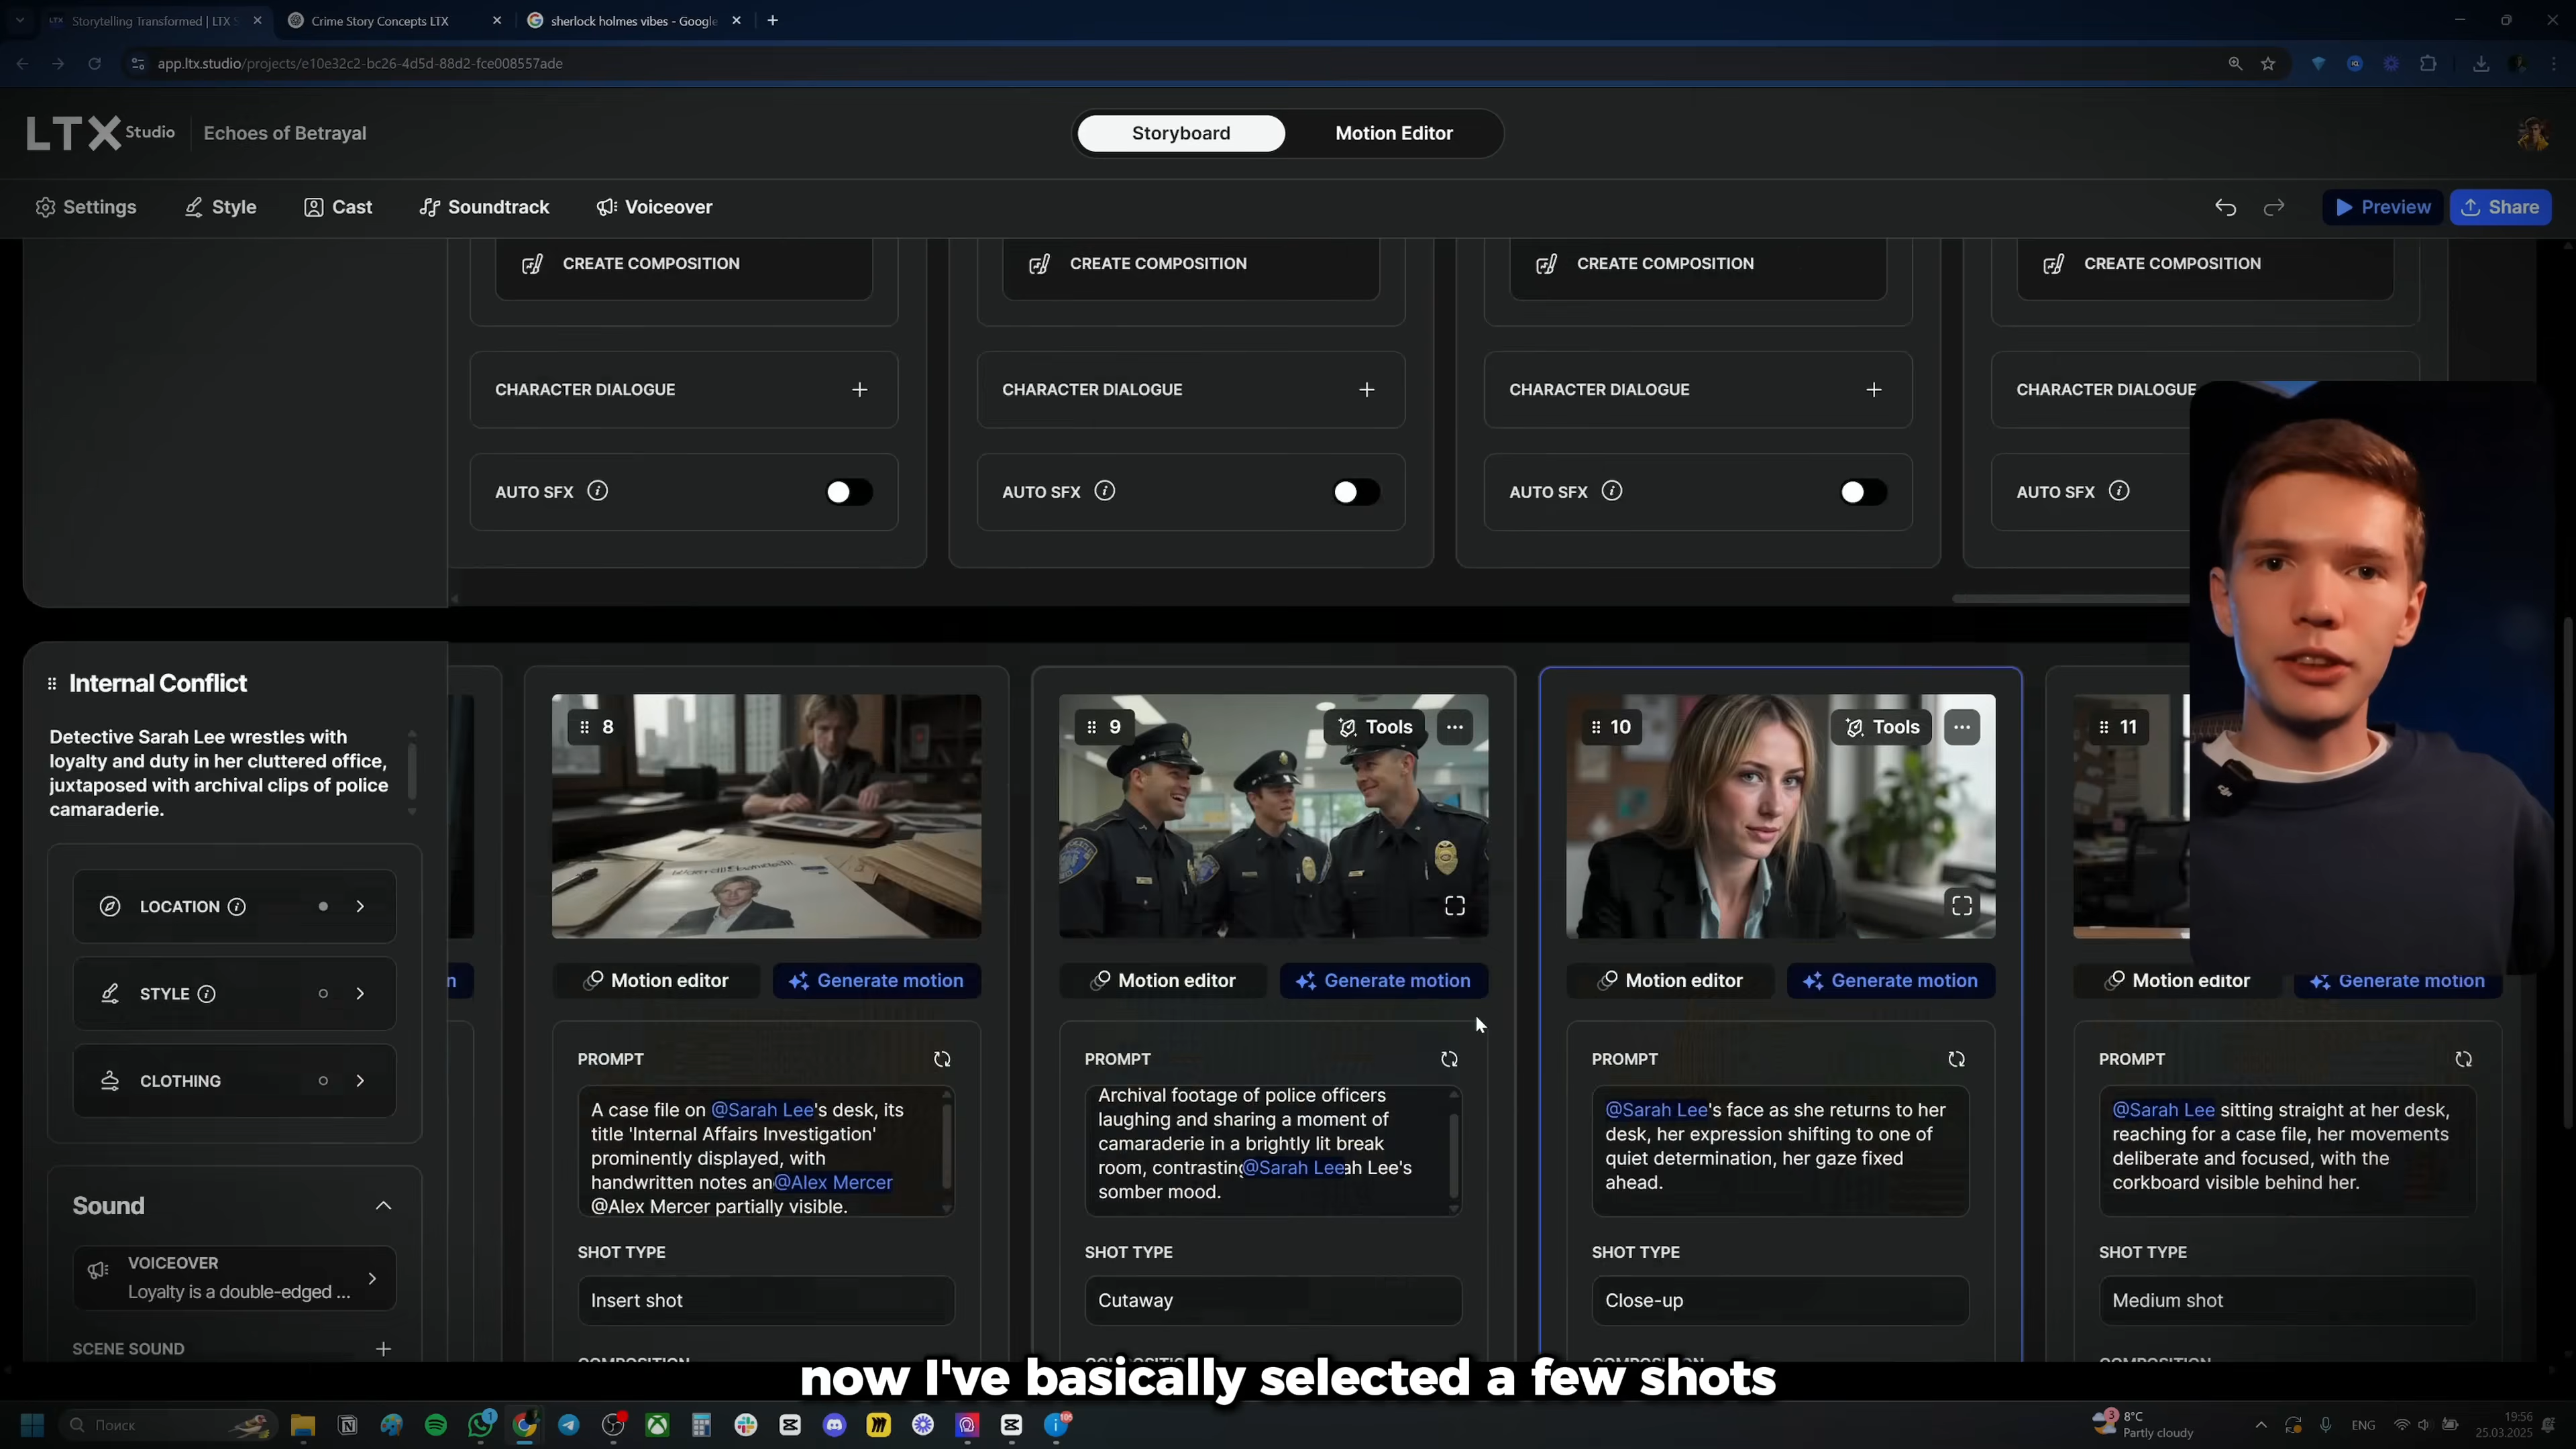 Storytelling Transformed | LTX S
Crime Story Concepts LTX
sherlock holmes vibes - Google
app.ltx.studio/projects/e10e32c2-bc26-4d5d-88d2-fce008557ade
LTX Studio
Echoes of Betrayal
Storyboard
Motion Editor
Settings
Style
Cast
Soundtrack
Voiceover
Preview
Share
CREATE COMPOSITION
CREATE COMPOSITION
CREATE COMPOSITION
CREATE COMPOSITION
CHARACTER DIALOGUE
CHARACTER DIALOGUE
CHARACTER DIALOGUE
CHARACTER DIALOGUE
AUTO SFX
AUTO SFX
AUTO SFX
AUTO SFX
Internal Conflict
Detective Sarah Lee wrestles with
loyalty and duty in her cluttered office,
juxtaposed with archival clips of police
camaraderie.
LOCATION
STYLE
CLOTHING
Sound
VOICEOVER
Loyalty is a double-edged ...
SCENE SOUND
n
8
Motion editor
Generate motion
PROMPT
A case file on @Sarah Lee's desk, its
title 'Internal Affairs Investigation'
prominently displayed, with
handwritten notes an@Alex Mercer
@Alex Mercer partially visible.
SHOT TYPE
Insert shot
9
Tools
Motion editor
Generate motion
PROMPT
Archival footage of police officers
laughing and sharing a moment of
camaraderie in a brightly lit break
room, contrasting@Sarah Leeah Lee's
somber mood.
SHOT TYPE
Cutaway
10
Tools
Motion editor
Generate motion
PROMPT
@Sarah Lee's face as she returns to her
desk, her expression shifting to one of
quiet determination, her gaze fixed
ahead.
SHOT TYPE
Close-up
11
Motion editor
Generate motion
PROMPT
@Sarah Lee sitting straight at her desk,
reaching for a case file, her movements
deliberate and focused, with the
corkboard visible behind her.
SHOT TYPE
Medium shot
now I've basically selected a few shots
Поиск
1
105
3
8°C
Partly cloudy
ENG
19:56
25.03.2025